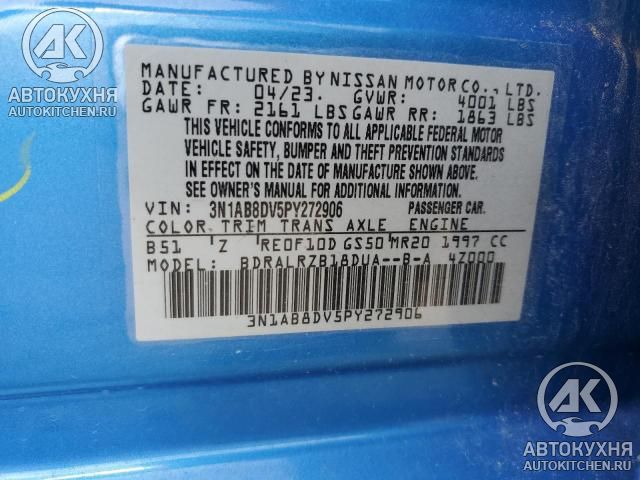 AK
АВТОКУХНЯ
AUTOKITCHEN.RU
MANUFACTURED BY NISSAN MOTOR CO., LTD.
DATE: 04/23. GVWR: 4001 LBS
GAWR FR: 2161 LBS GAWR RR: 1863 LBS
THIS VEHICLE CONFORMS TO ALL APPLICABLE FEDERAL MOTOR
VEHICLE SAFETY, BUMPER AND THEFT PREVENTION STANDARDS
IN EFFECT ON THE DATE OF MANUFACTURE SHOWN ABOVE.
SEE OWNER'S MANUAL FOR ADDITIONAL INFORMATION.
VIN: 3N1AB8DV5PY272906 PASSENGER CAR.
COLOR TRIM TRANS AXLE ENGINE
B51 'Z RE0F10D GS50 MR20 1997 CC
MODEL: BDRALRZB18DUA--B-A 4Z000
3N1AB8DV5PY272906
AK
АВТОКУХНЯ
AUTOKITCHEN.RU